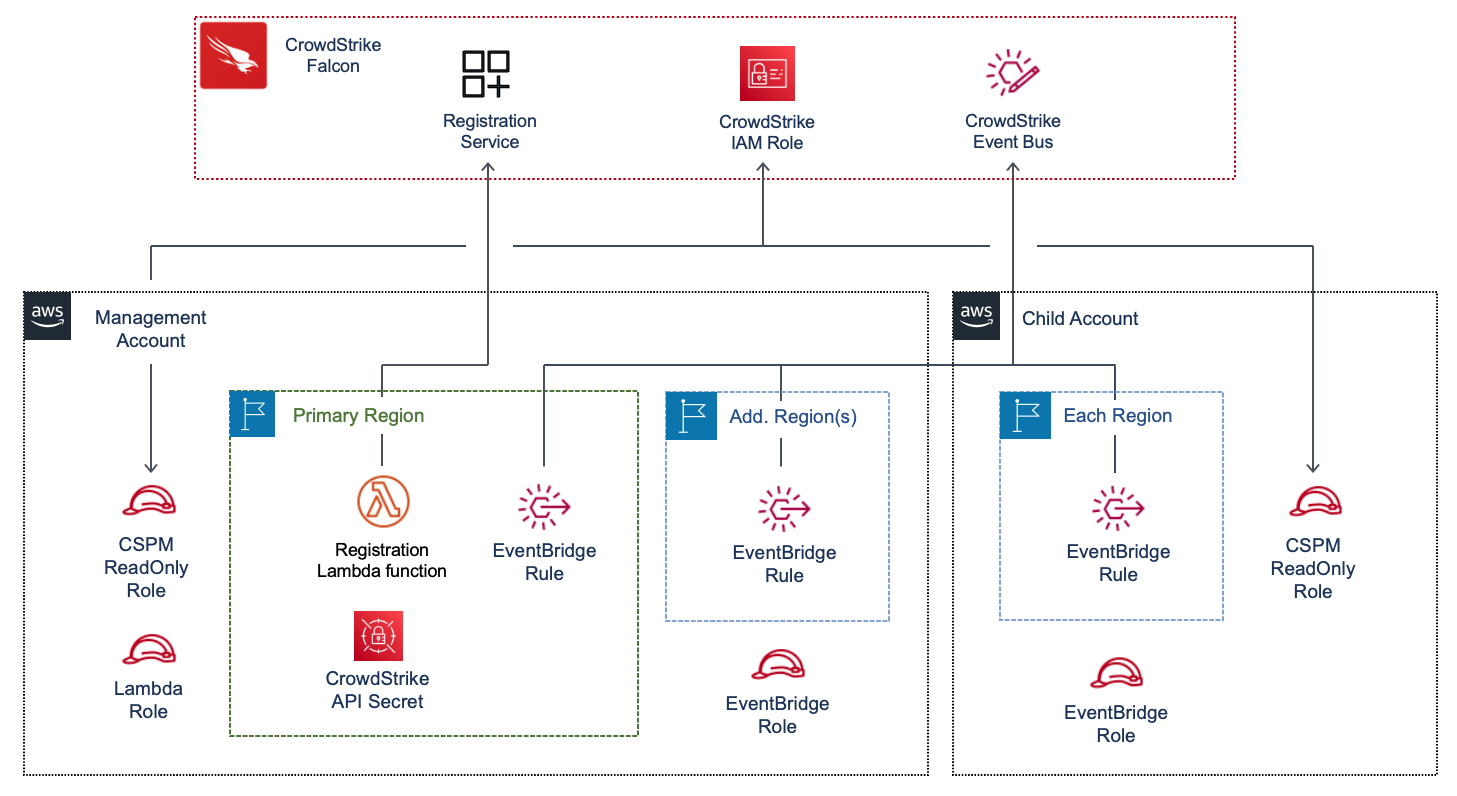 CrowdStrike
Falcon
Registration
Service
CrowdStrike
IAM Role
CrowdStrike
Event Bus
aws
Management
Account
aws
Child Account
Primary Region
Add. Region(s)
Each Region
CSPM
ReadOnly
Role
Registration
Lambda function
EventBridge
Rule
EventBridge
Rule
EventBridge
Rule
CSPM
ReadOnly
Role
Lambda
Role
CrowdStrike
API Secret
EventBridge
Role
EventBridge
Role